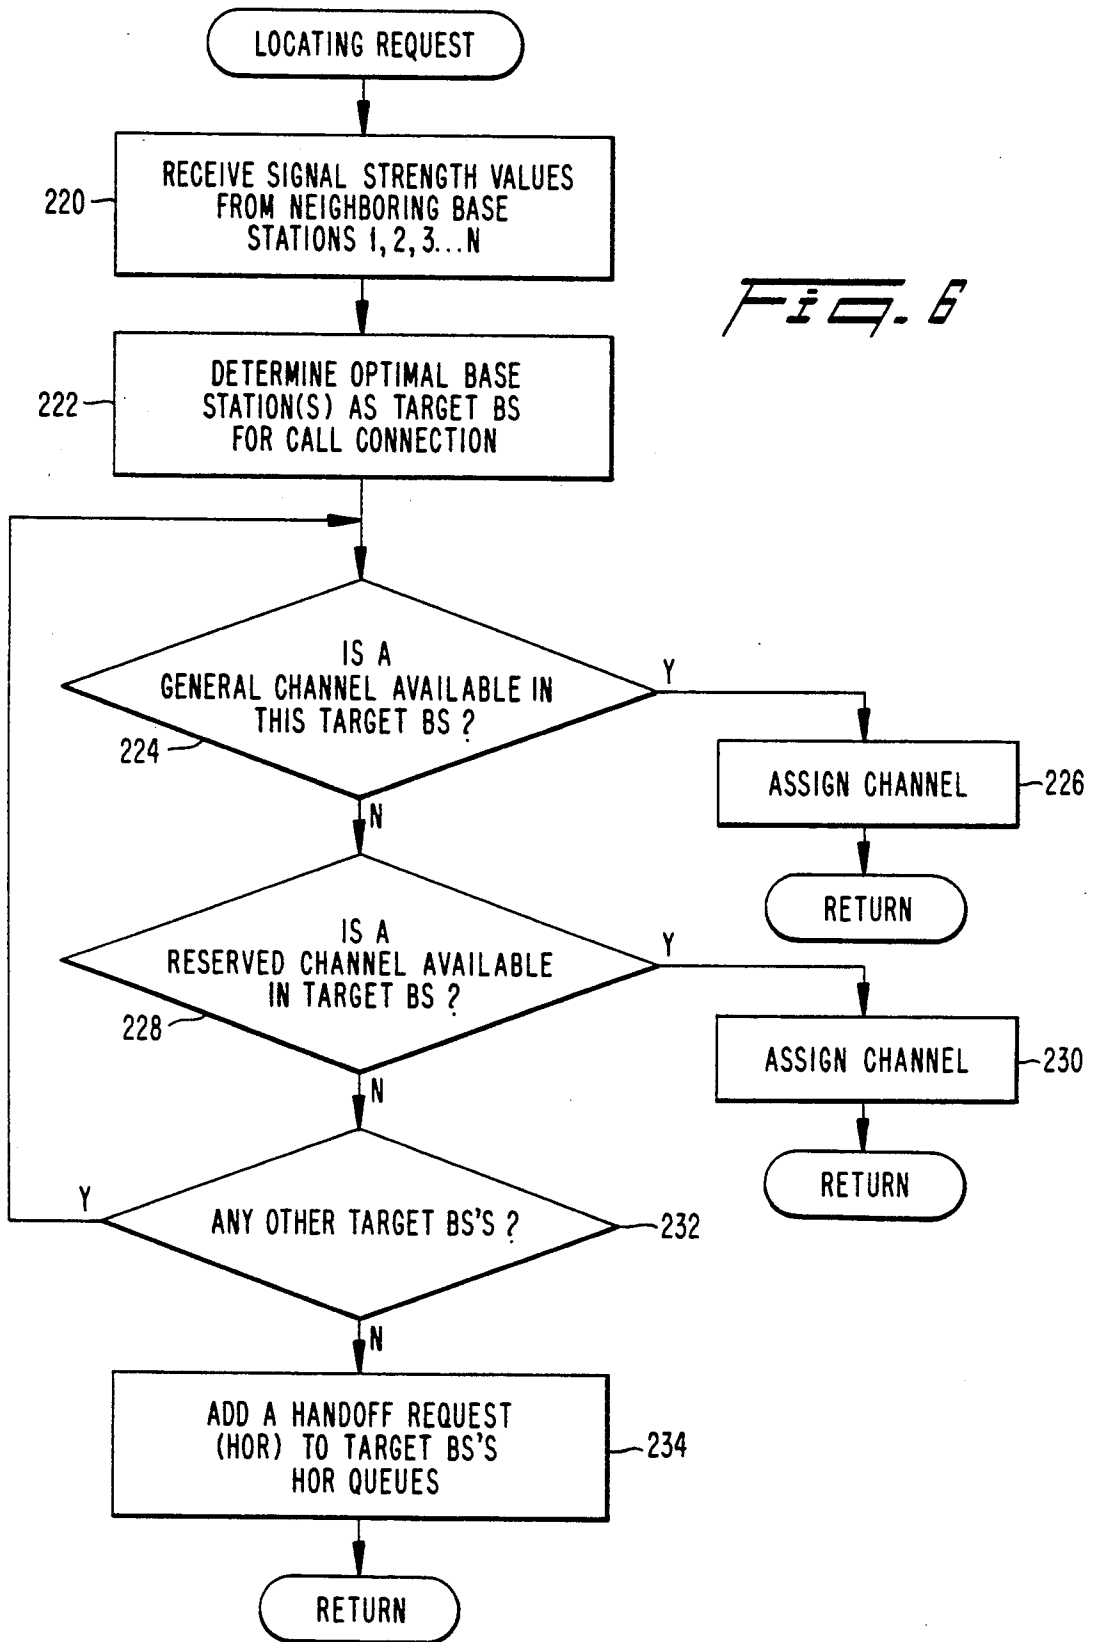 LOCATING REQUEST
RECEIVE SIGNAL STRENGTH VALUES
FROM NEIGHBORING BASE
STATIONS 1, 2, 3...N
220
Fig. 6
DETERMINE OPTIMAL BASE
STATION(S) AS TARGET BS
FOR CALL CONNECTION
222
IS A
GENERAL CHANNEL AVAILABLE IN
THIS TARGET BS ?
224
Y
N
ASSIGN CHANNEL
226
RETURN
IS A
RESERVED CHANNEL AVAILABLE
IN TARGET BS ?
228
Y
N
ASSIGN CHANNEL
230
RETURN
Y
ANY OTHER TARGET BS'S ?
232
N
ADD A HANDOFF REQUEST
(HOR) TO TARGET BS'S
HOR QUEUES
234
RETURN